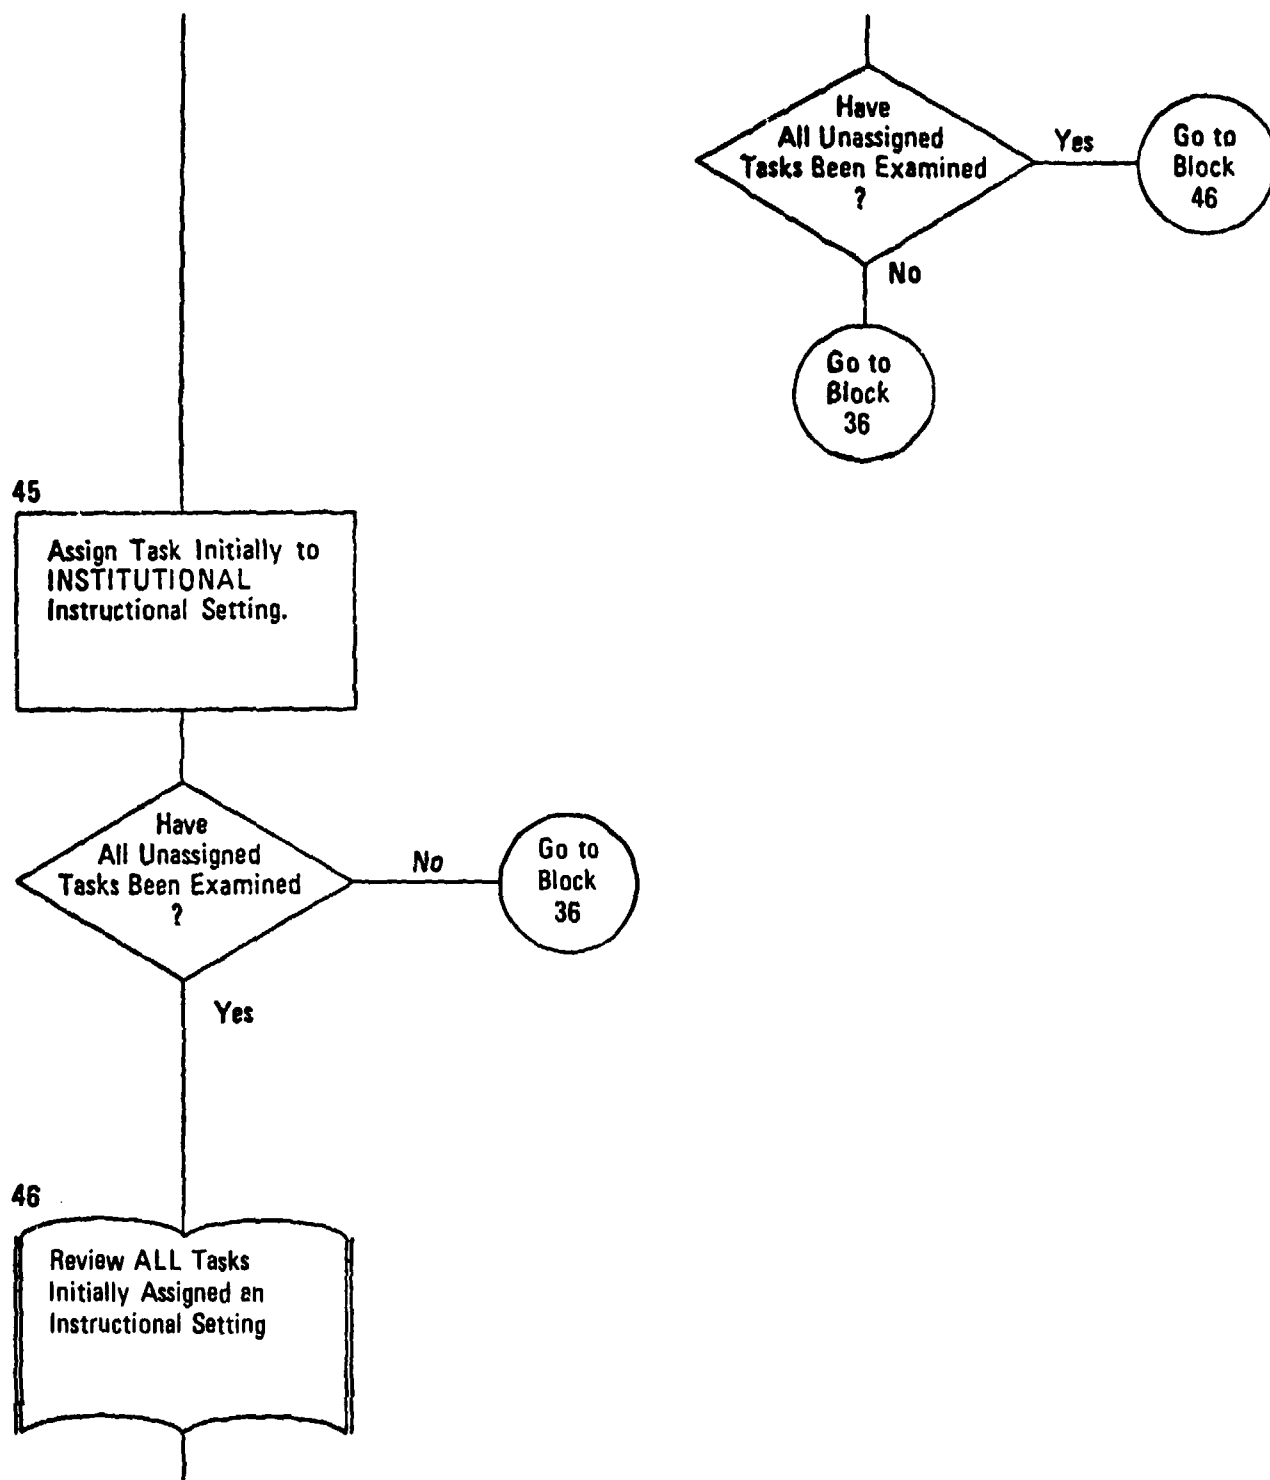 Have
All Unassigned
Tasks Been Examined
?
Yes
Go to
Block
46
No
Go to
Block
36
45
Assign Task Initially to
INSTITUTIONAL
Instructional Setting.
Have
All Unassigned
Tasks Been Examined
?
No
Go to
Block
36
Yes
46
Review ALL Tasks
Initially Assigned an
Instructional Setting